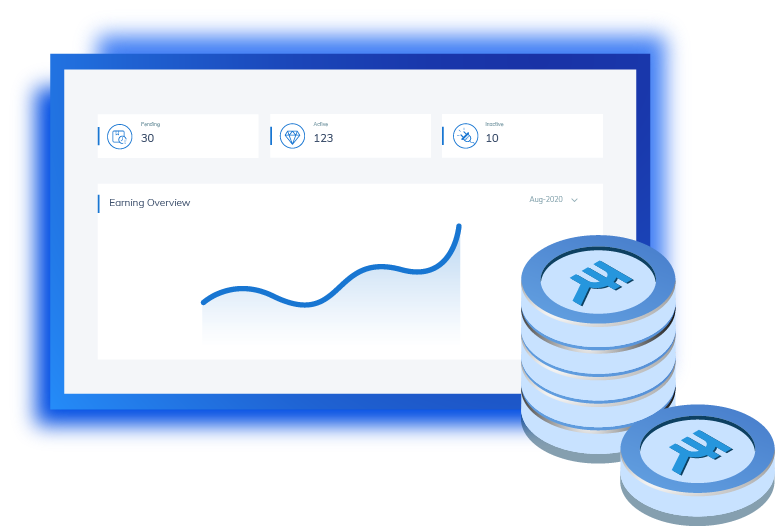 Pending
30
Active
123
Inactive
10
Earning Overview
Aug-2020
₹
₹